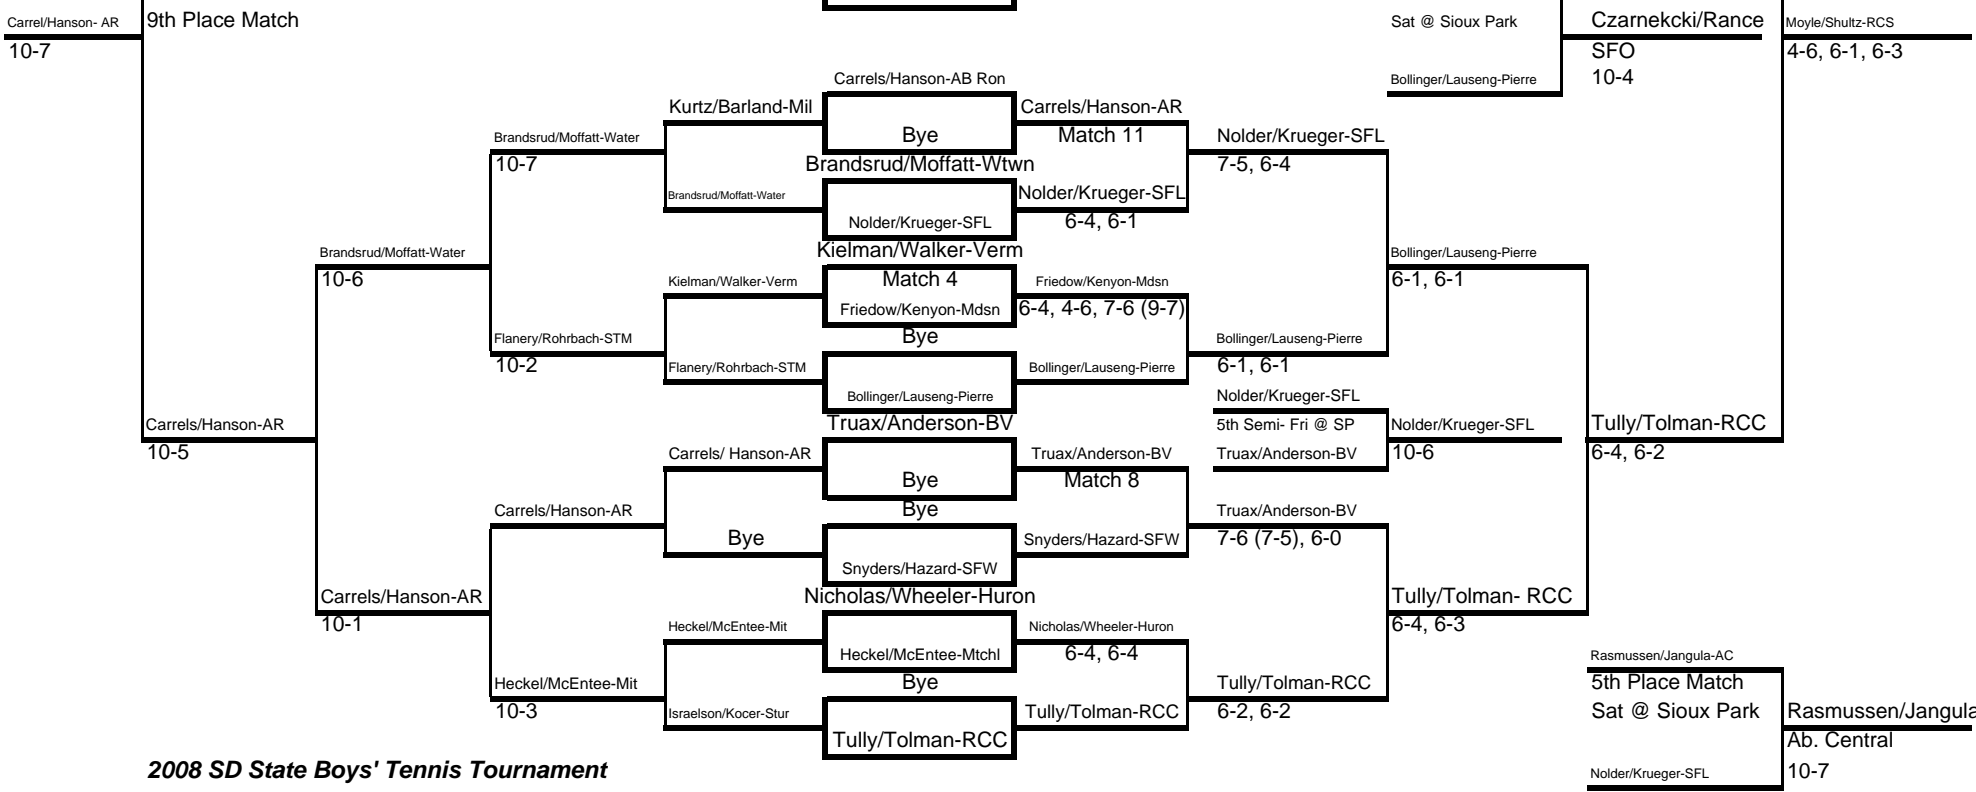 Carrel/Hanson- AR
10-7
9th Place Match
Carrels/Hanson-AR
10-5
Brandsrud/Moffatt-Water
10-6
Carrels/Hanson-AR
10-1
Brandsrud/Moffatt-Water
10-7
Flanery/Rohrbach-STM
10-2
Carrels/Hanson-AR
Heckel/McEntee-Mit
10-3
Kurtz/Barland-Mil
Brandsrud/Moffatt-Water
Kielman/Walker-Verm
Flanery/Rohrbach-STM
Carrels/ Hanson-AR
Bye
Heckel/McEntee-Mit
Israelson/Kocer-Stur
Carrels/Hanson-AB Ron
Bye
Brandsrud/Moffatt-Wtwn
Nolder/Krueger-SFL
Kielman/Walker-Verm
Match 4
Friedow/Kenyon-Mdsn
Bye
Bollinger/Lauseng-Pierre
Truax/Anderson-BV
Bye
Bye
Snyders/Hazard-SFW
Nicholas/Wheeler-Huron
Heckel/McEntee-Mtchl
Bye
Tully/Tolman-RCC
Carrels/Hanson-AR
Match 11
Nolder/Krueger-SFL
6-4, 6-1
Friedow/Kenyon-Mdsn
6-4, 4-6, 7-6 (9-7)
Bollinger/Lauseng-Pierre
Truax/Anderson-BV
Match 8
Snyders/Hazard-SFW
Nicholas/Wheeler-Huron
6-4, 6-4
Tully/Tolman-RCC
Nolder/Krueger-SFL
7-5, 6-4
Bollinger/Lauseng-Pierre
6-1, 6-1
Nolder/Krueger-SFL
5th Semi- Fri @ SP
Truax/Anderson-BV
Truax/Anderson-BV
7-6 (7-5), 6-0
Tully/Tolman-RCC
6-2, 6-2
Sat @ Sioux Park
Bollinger/Lauseng-Pierre
Bollinger/Lauseng-Pierre
6-1, 6-1
Nolder/Krueger-SFL
10-6
Tully/Tolman- RCC
6-4, 6-3
Czarnekcki/Rance
SFO
10-4
Tully/Tolman-RCC
6-4, 6-2
Rasmussen/Jangula-AC
5th Place Match
Sat @ Sioux Park
Nolder/Krueger-SFL
Moyle/Shultz-RCS
4-6, 6-1, 6-3
Rasmussen/Jangula
Ab. Central
10-7
2008 SD State Boys' Tennis Tournament